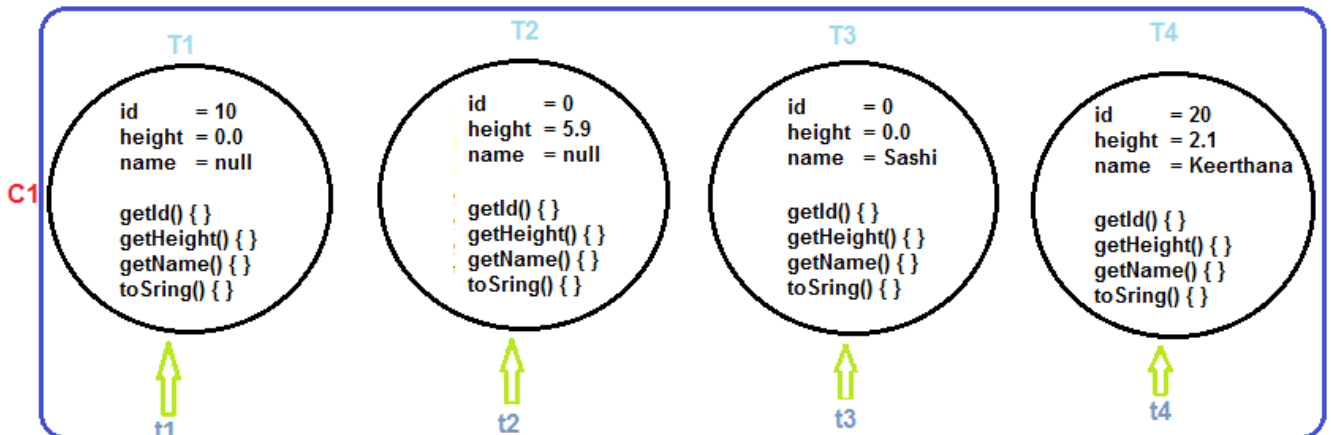 T1
id = 10
height = 0.0
name = null
getId() { }
getHeight() { }
getName() { }
toSring() { }
t1
T2
id = 0
height = 5.9
name = null
getId() { }
getHeight() { }
getName() { }
toSring() { }
t2
T3
id = 0
height = 0.0
name = Sashi
getId() { }
getHeight() { }
getName() { }
toSring() { }
t3
T4
id = 20
height = 2.1
name = Keerthana
getId() { }
getHeight() { }
getName() { }
toSring() { }
t4
C1